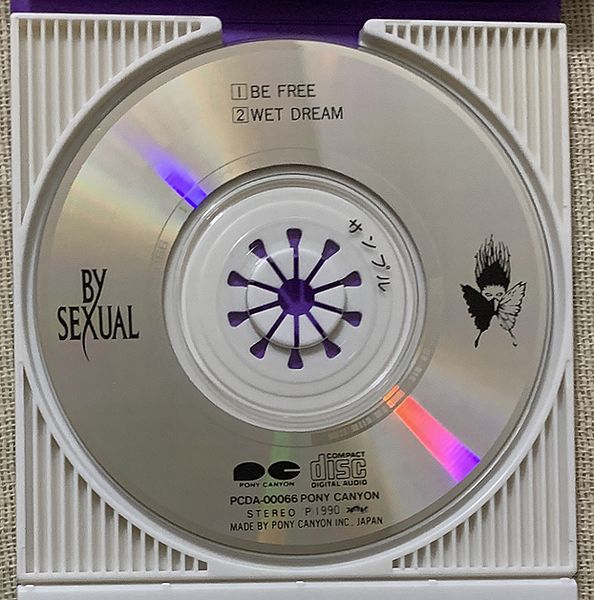 1 BE FREE
2 WET DREAM
サンプル
BY
SEXUAL
PONY CANYON
COMPACT
disc
DIGITAL AUDIO
PCDA-00066 PONY CANYON
STEREO P1990
MADE BY PONY CANYON INC. JAPAN